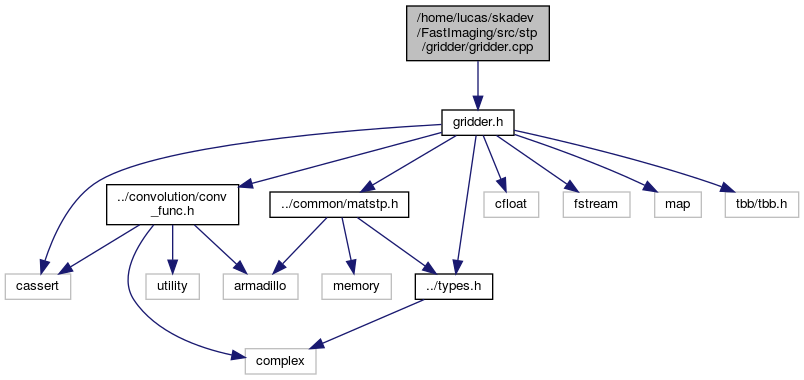 /home/lucas/skadev
/FastImaging/src/stp
/gridder/gridder.cpp
gridder.h
../convolution/conv
_func.h
../common/matstp.h
cfloat
fstream
map
tbb/tbb.h
cassert
utility
armadillo
memory
../types.h
complex